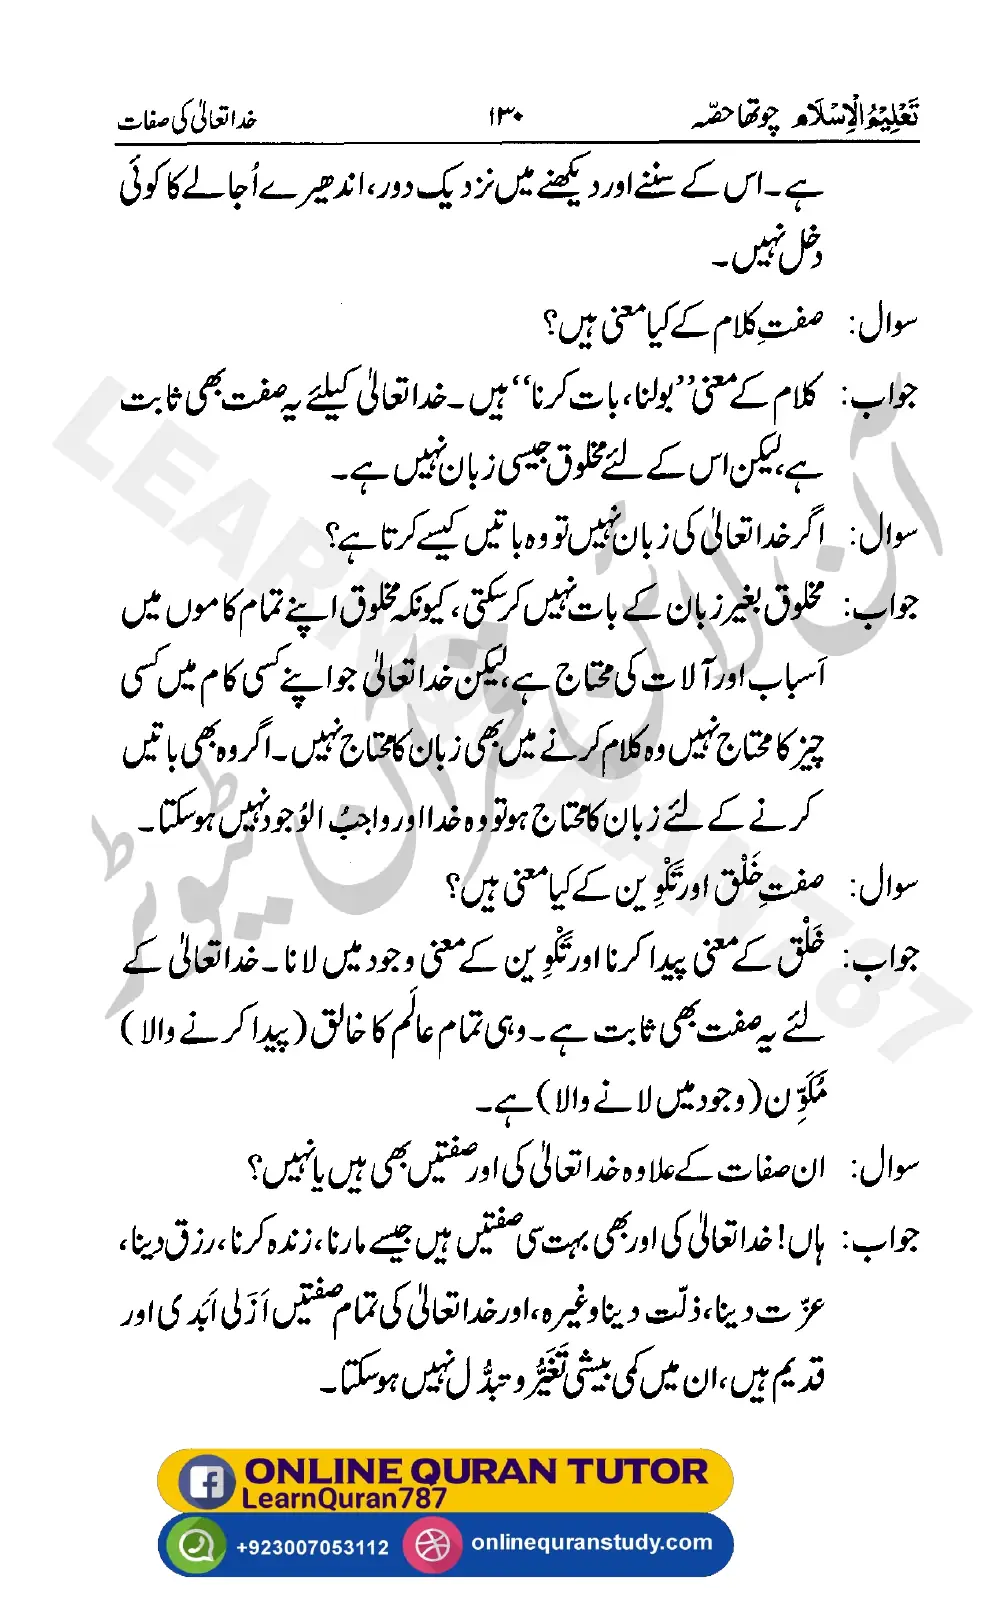 تَعْلِیْمُ الْاِسْلَام چوتھا حصّہ ۱۳۰ خدا تعالیٰ کی صفات
ہے۔ اس کے سننے اور دیکھنے میں نزدیک دور، اندھیرے اُجالے کا کوئی
دخل نہیں۔
سوال: صفتِ کلام کے کیا معنی ہیں؟
جواب: کلام کے معنی ”بولنا، بات کرنا“ ہیں۔ خدا تعالیٰ کیلئے یہ صفت بھی ثابت
ہے، لیکن اس کے لئے مخلوق جیسی زبان نہیں ہے۔
سوال: اگر خدا تعالیٰ کی زبان نہیں تو وہ باتیں کیسے کرتا ہے؟
جواب: مخلوق بغیر زبان کے بات نہیں کرسکتی، کیونکہ مخلوق اپنے تمام کاموں میں
اَسباب اور آلات کی محتاج ہے، لیکن خدا تعالیٰ جو اپنے کسی کام میں کسی
چیز کا محتاج نہیں وہ کلام کرنے میں بھی زبان کا محتاج نہیں۔ اگر وہ بھی باتیں
کرنے کے لئے زبان کا محتاج ہو تو وہ خدا اور واجبُ الوُجود نہیں ہوسکتا۔
سوال: صفتِ خَلْق اور تَکْوِین کے کیا معنی ہیں؟
جواب: خَلْق کے معنی پیدا کرنا اور تَکْوِین کے معنی وجود میں لانا۔ خدا تعالیٰ کے
لئے یہ صفت بھی ثابت ہے۔ وہی تمام عالَم کا خالق (پیدا کرنے والا)
مُکَوِّن (وجود میں لانے والا) ہے۔
سوال: ان صفات کے علاوہ خدا تعالیٰ کی اور صفتیں بھی ہیں یا نہیں؟
جواب: ہاں! خدا تعالیٰ کی اور بھی بہت سی صفتیں ہیں جیسے مارنا، زندہ کرنا، رزق دینا،
عزّت دینا، ذلّت دینا وغیرہ، اور خدا تعالیٰ کی تمام صفتیں اَزَلی اَبَدی اور
قدیم ہیں، ان میں کمی بیشی تَغَیُّر و تبدُّل نہیں ہوسکتا۔
LEARNQURAN787
آن لائن قرآن ٹیوٹر
ONLINE QURAN TUTOR
LearnQuran787
+923007053112 onlinequranstudy.com